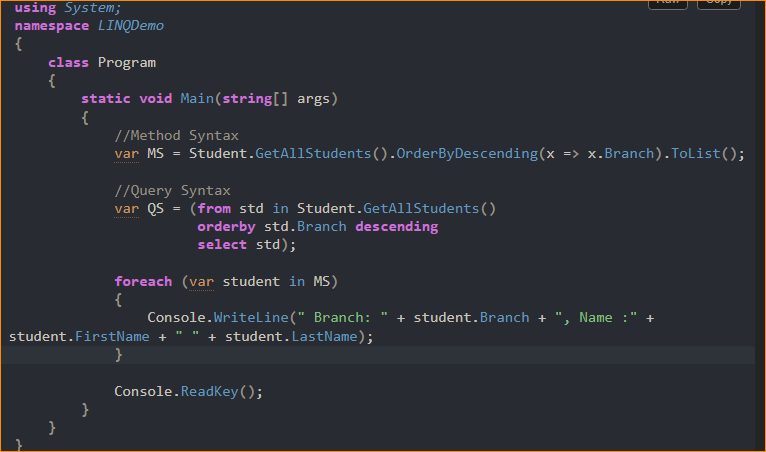 using System;
namespace LINQDemo
{
    class Program
    {
        static void Main(string[] args)
        {
            //Method Syntax
            var MS = Student.GetAllStudents().OrderByDescending(x => x.Branch).ToList();

            //Query Syntax
            var QS = (from std in Student.GetAllStudents()
                      orderby std.Branch descending
                      select std);

            foreach (var student in MS)
            {
                Console.WriteLine(" Branch: " + student.Branch + ", Name :" +
student.FirstName + " " + student.LastName);
            }

            Console.ReadKey();
        }
    }
}